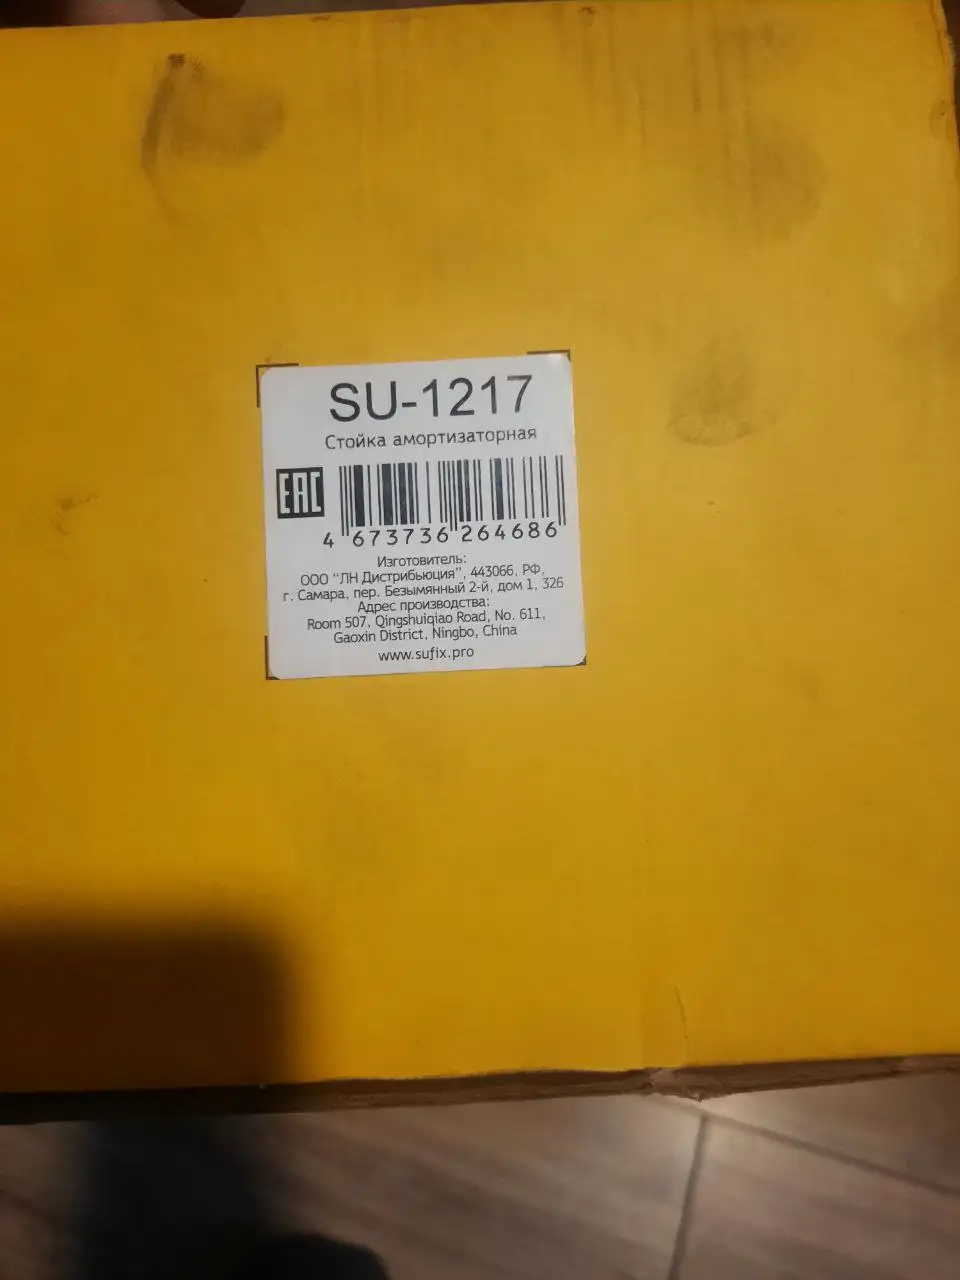 SU-1217
Стойка амортизаторная
EAC
4 673736 264686
Изготовитель:
ООО "ЛН Дистрибьюция", 443066, РФ,
г. Самара, пер. Безымянный 2-й, дом 1, 326
Адрес производства:
Room 507, Qingshuiqiao Road, No. 611,
Gaoxin District, Ningbo, China
www.sufix.pro